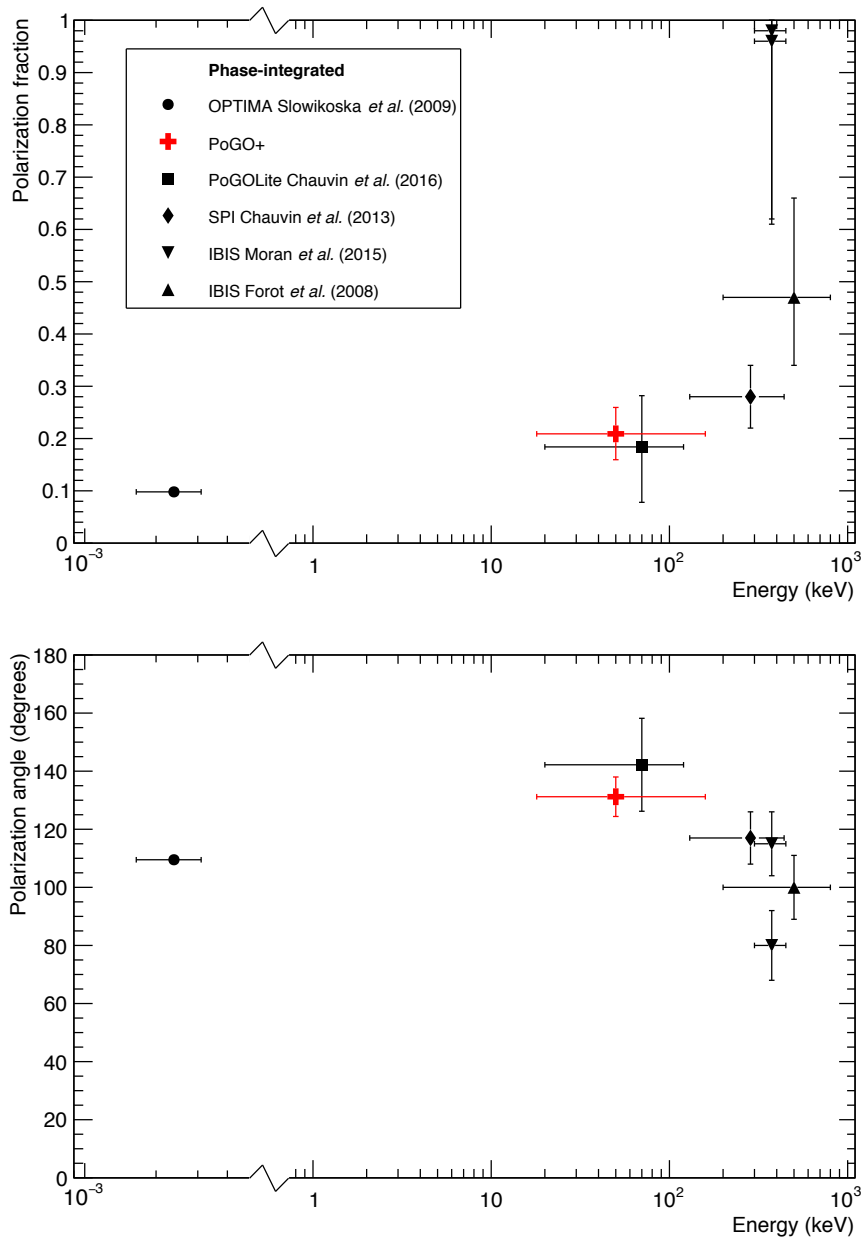 Polarization fraction
1
0.9
0.8
0.7
0.6
0.5
0.4
0.3
0.2
0.1
0
Phase-integrated
OPTIMA Slowikoska et al. (2009)
PoGO+
PoGOLite Chauvin et al. (2016)
SPI Chauvin et al. (2013)
IBIS Moran et al. (2015)
IBIS Forot et al. (2008)
10⁻³ 1 10 10² 10³
Energy (keV)
Polarization angle (degrees)
180
160
140
120
100
80
60
40
20
0
10⁻³ 1 10 10² 10³
Energy (keV)